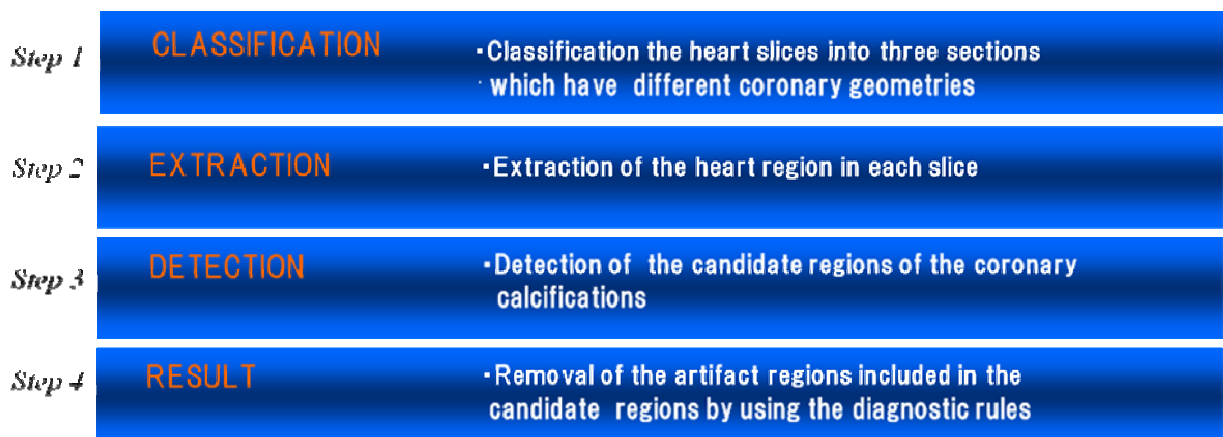 Step 1
CLASSIFICATION
・Classification the heart slices into three sections
・which have different coronary geometries
Step 2
EXTRACTION
・Extraction of the heart region in each slice
Step 3
DETECTION
・Detection of the candidate regions of the coronary
calcifications
Step 4
RESULT
・Removal of the artifact regions included in the
candidate regions by using the diagnostic rules